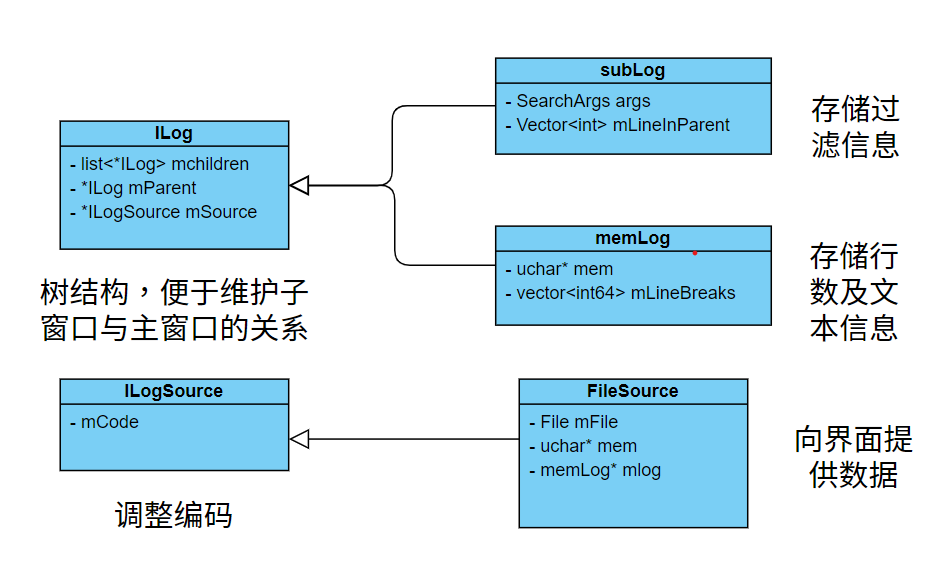 ILog
- list<*ILog> mchildren
- *ILog mParent
- *ILogSource mSource
树结构，便于维护子
窗口与主窗口的关系
subLog
- SearchArgs args
- Vector<int> mLineInParent
存储过
滤信息
memLog
- uchar* mem
- vector<int64> mLineBreaks
存储行
数及文
本信息
ILogSource
- mCode
调整编码
FileSource
- File mFile
- uchar* mem
- memLog* mlog
向界面提
供数据